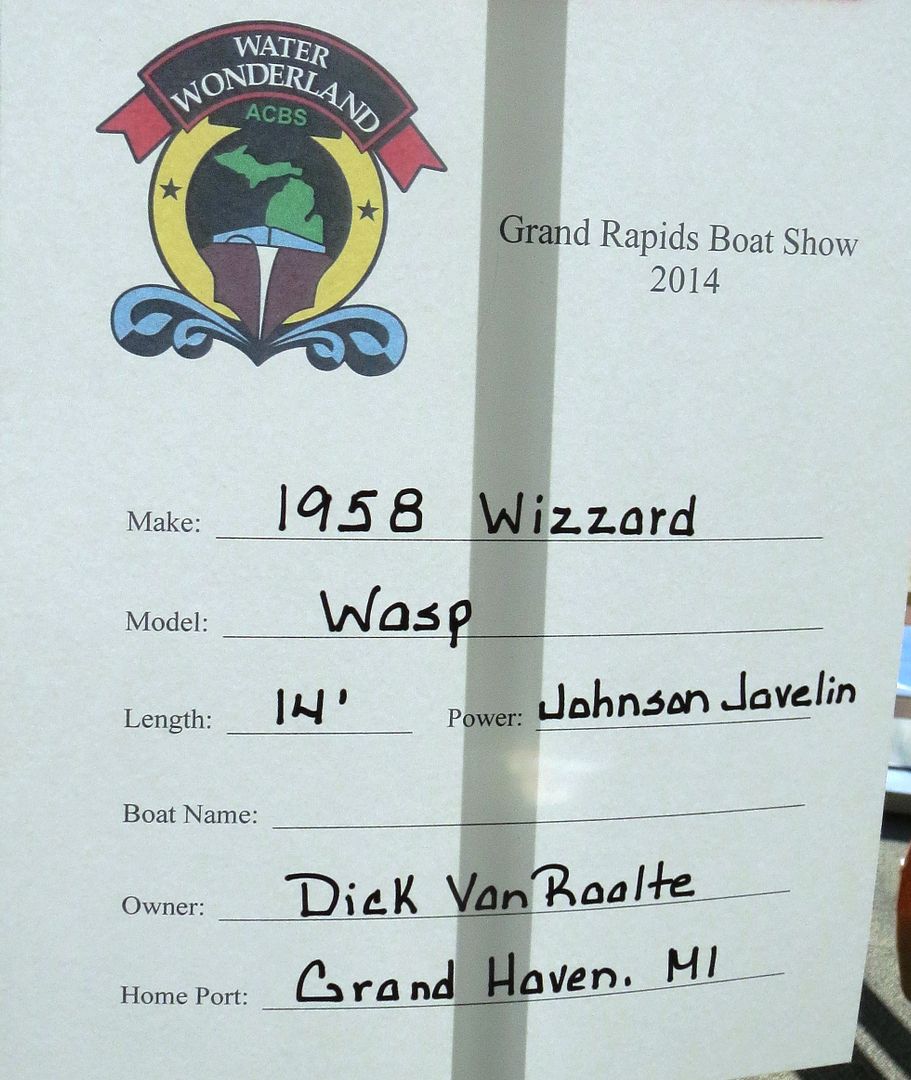 WATER
WONDERLAND
ACBS
Grand Rapids Boat Show
2014
Make: 1958 Wizzard
Model: Wasp
Length: 14' Power: Johnson Javelin
Boat Name:
Owner: Dick VanRaalte
Home Port: Grand Haven. MI